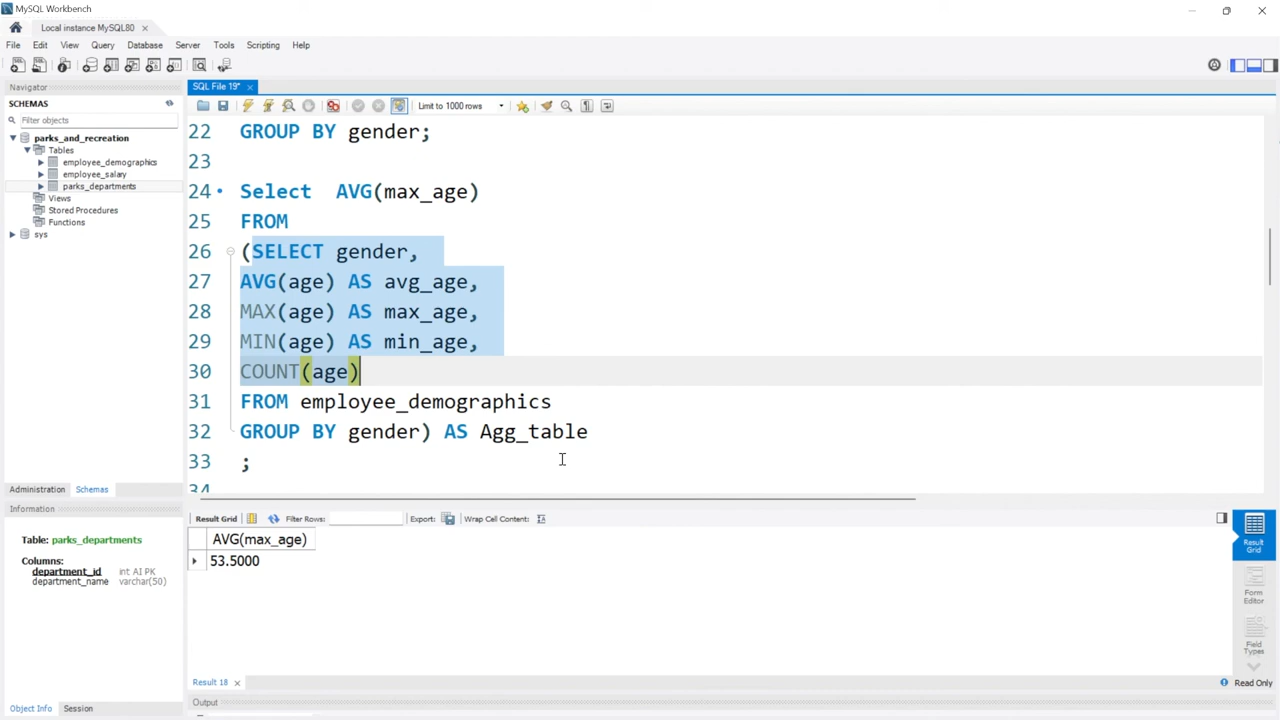 MySQL Workbench
Local instance MySQL80
File Edit View Query Database Server Tools Scripting Help
Navigator
SCHEMAS
Filter objects
parks_and_recreation
Tables
employee_demographics
employee_salary
parks_departments
Views
Stored Procedures
Functions
sys
Administration Schemas
Information
Table: parks_departments
Columns:
department_id int AI PK
department_name varchar(50)
Object Info Session
SQL File 19*
Limit to 1000 rows
22 GROUP BY gender;
23
24 Select AVG(max_age)
25 FROM
26 (SELECT gender,
27 AVG(age) AS avg_age,
28 MAX(age) AS max_age,
29 MIN(age) AS min_age,
30 COUNT(age)
31 FROM employee_demographics
32 GROUP BY gender) AS Agg_table
33 ;
34
Result Grid Filter Rows: Export: Wrap Cell Content:
AVG(max_age)
53.5000
Result Grid
Form Editor
Field Types
Result 18
Read Only
Output